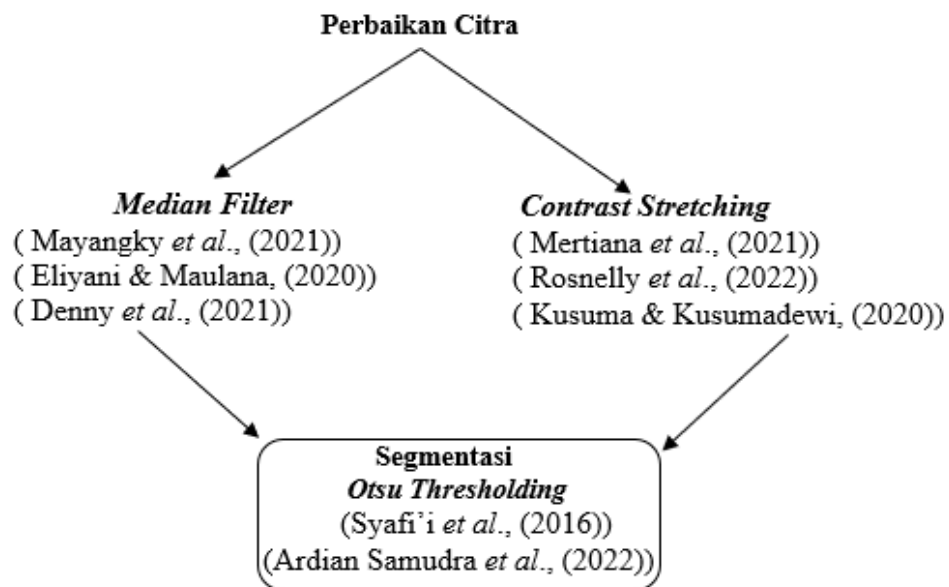 Perbaikan Citra
Median Filter
( Mayangky et al., (2021))
( Eliyani & Maulana, (2020))
( Denny et al., (2021))
Contrast Stretching
( Mertiana et al., (2021))
( Rosnelly et al., (2022))
( Kusuma & Kusumadewi, (2020))
Segmentasi
Otsu Thresholding
(Syafi’i et al., (2016))
(Ardian Samudra et al., (2022))